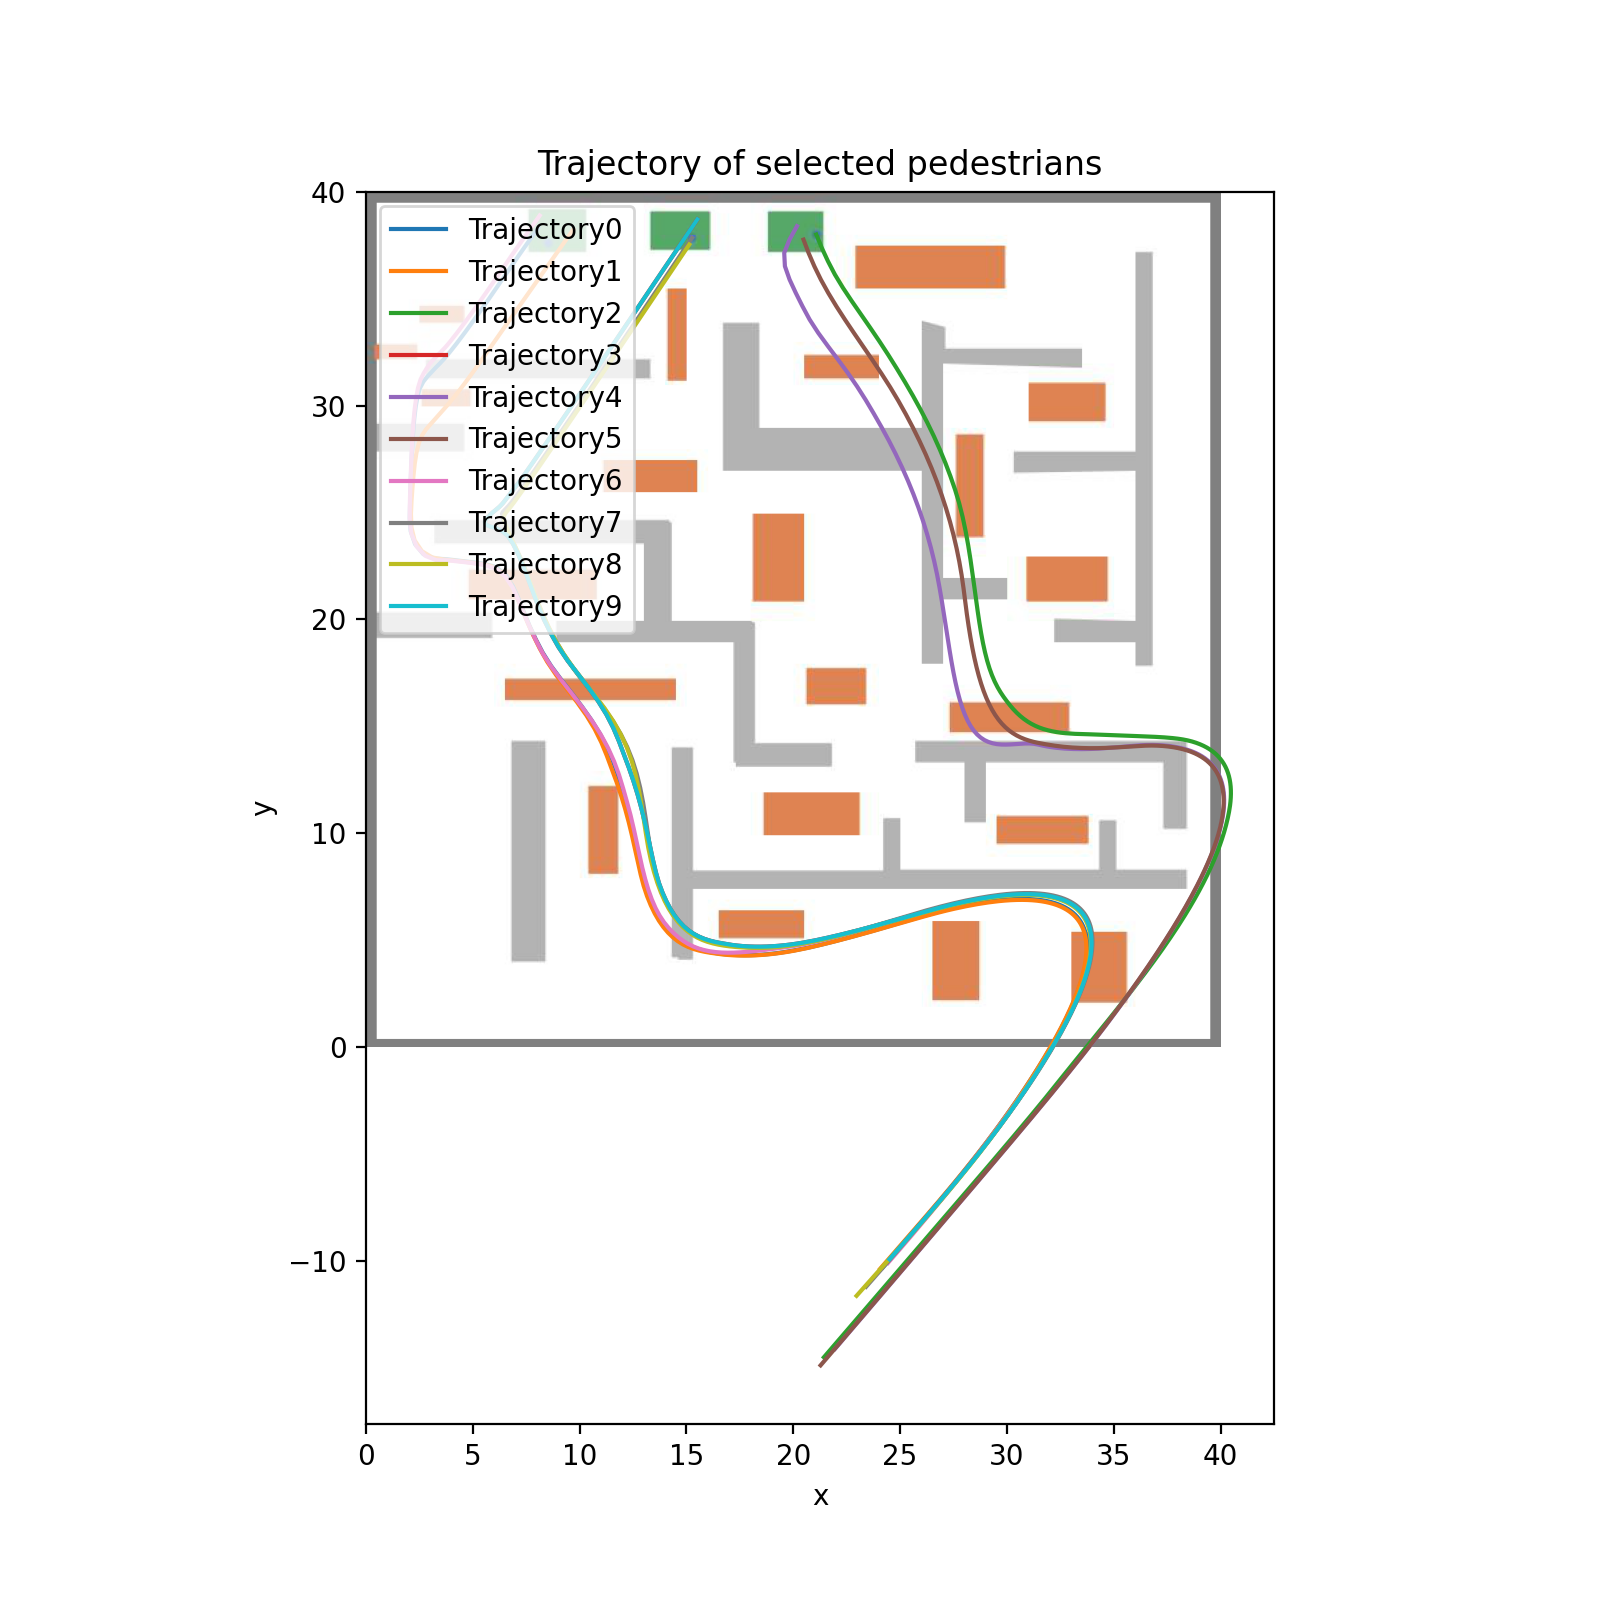 Trajectory of selected pedestrians
40
30
20
10
0
−10
y
Trajectory0
Trajectory1
Trajectory2
Trajectory3
Trajectory4
Trajectory5
Trajectory6
Trajectory7
Trajectory8
Trajectory9
0 5 10 15 20 25 30 35 40
x